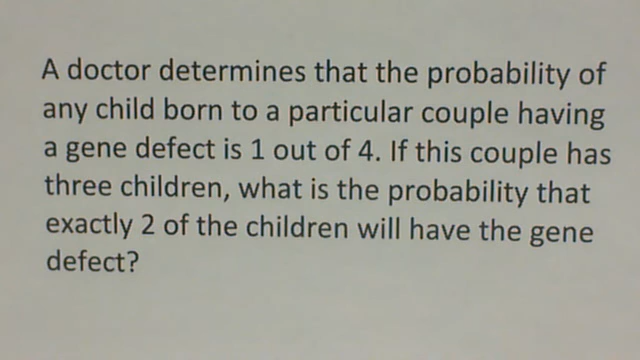 A doctor determines that the probability of
any child born to a particular couple having
a gene defect is 1 out of 4. If this couple has
three children, what is the probability that
exactly 2 of the children will have the gene
defect?